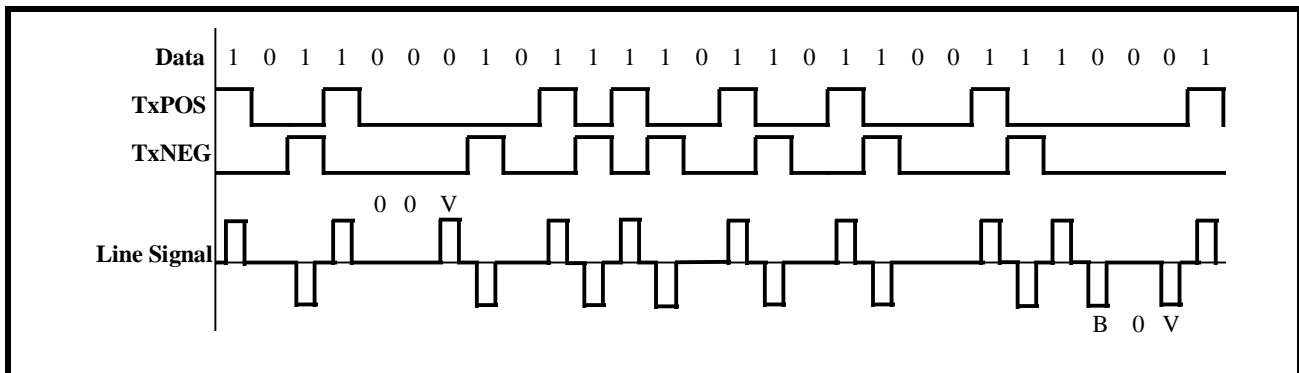 Data 1 0 1 1 0 0 0 1 0 1 1 1 1 0 1 1 0 1 1 0 0 1 1 1 0 0 0 1
TxPOS
TxNEG
0 0 V
Line Signal
B 0 V